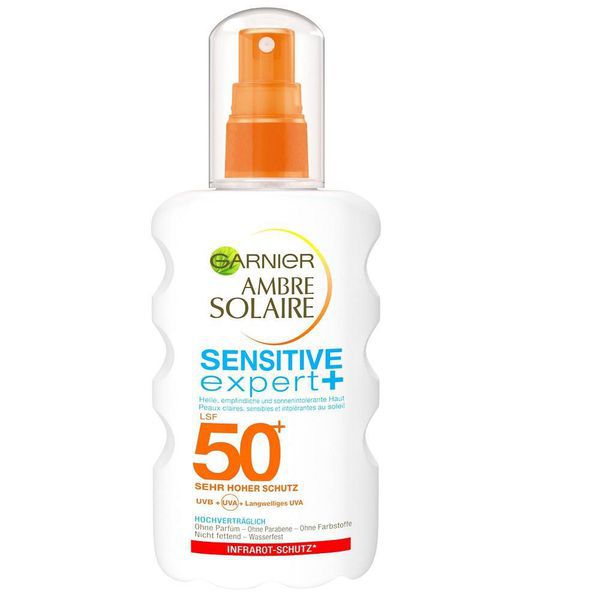 GARNIER
AMBRE
SOLAIRE
SENSITIVE
expert+
Helle, empfindliche und sonnenintolerante Haut
Peaux claires, sensibles et intolérantes au soleil
LSF
50+
SEHR HOHER SCHUTZ
UVB + UVA + Langwelliges UVA
HOCHVERTRÄGLICH
Ohne Parfüm – Ohne Parabene – Ohne Farbstoffe
Nicht fettend – Wasserfest
INFRAROT-SCHUTZ*